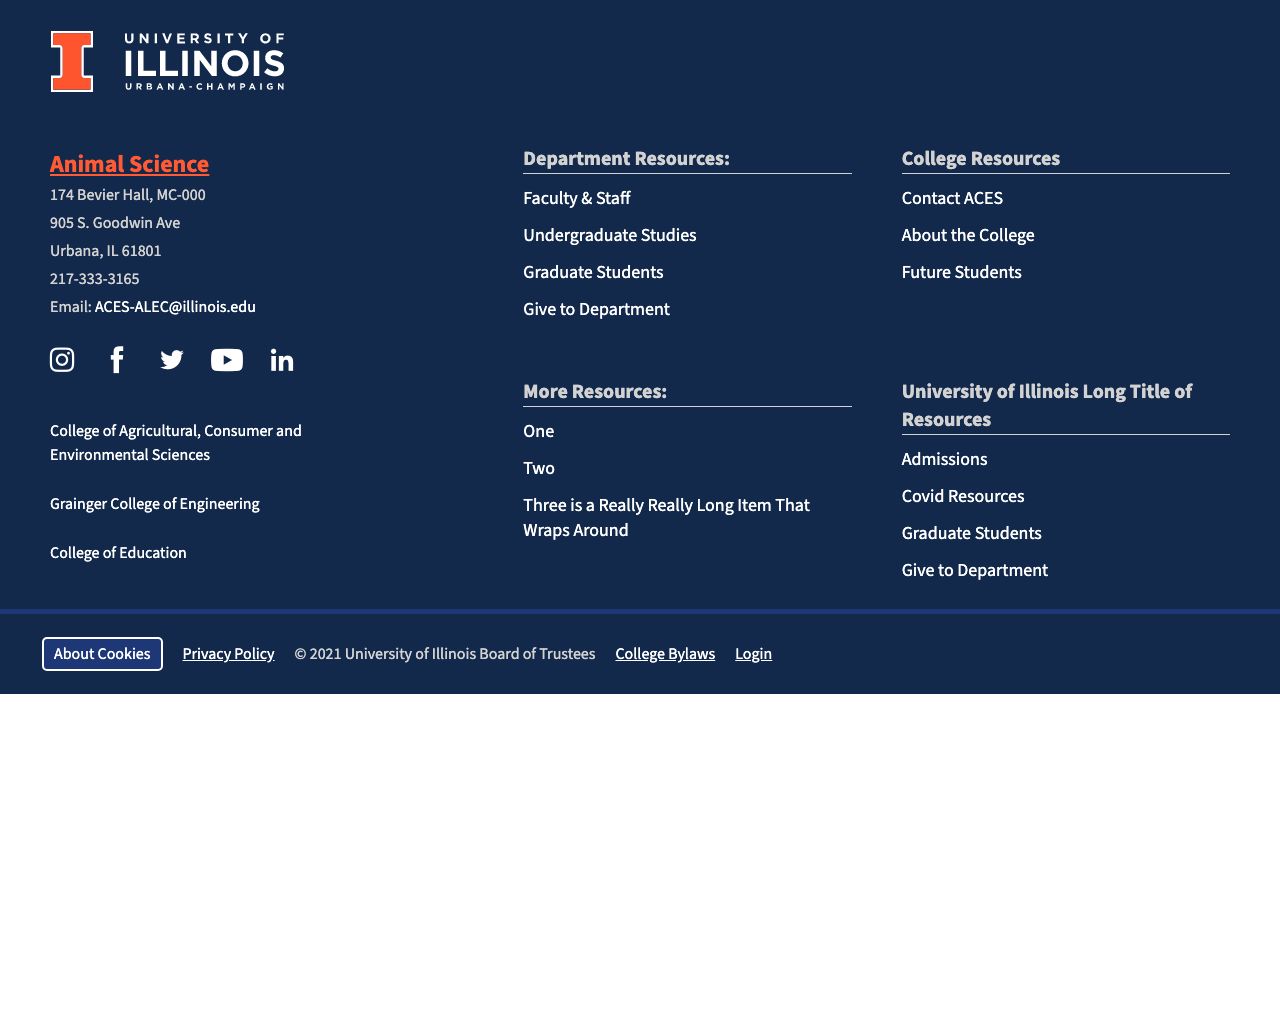 UNIVERSITY OF
ILLINOIS
URBANA-CHAMPAIGN
Animal Science
174 Bevier Hall, MC-000
905 S. Goodwin Ave
Urbana, IL 61801
217-333-3165
Email: ACES-ALEC@illinois.edu
College of Agricultural, Consumer and
Environmental Sciences
Grainger College of Engineering
College of Education
Department Resources:
Faculty & Staff
Undergraduate Studies
Graduate Students
Give to Department
College Resources
Contact ACES
About the College
Future Students
More Resources:
One
Two
Three is a Really Really Long Item That
Wraps Around
University of Illinois Long Title of
Resources
Admissions
Covid Resources
Graduate Students
Give to Department
About Cookies Privacy Policy © 2021 University of Illinois Board of Trustees College Bylaws Login